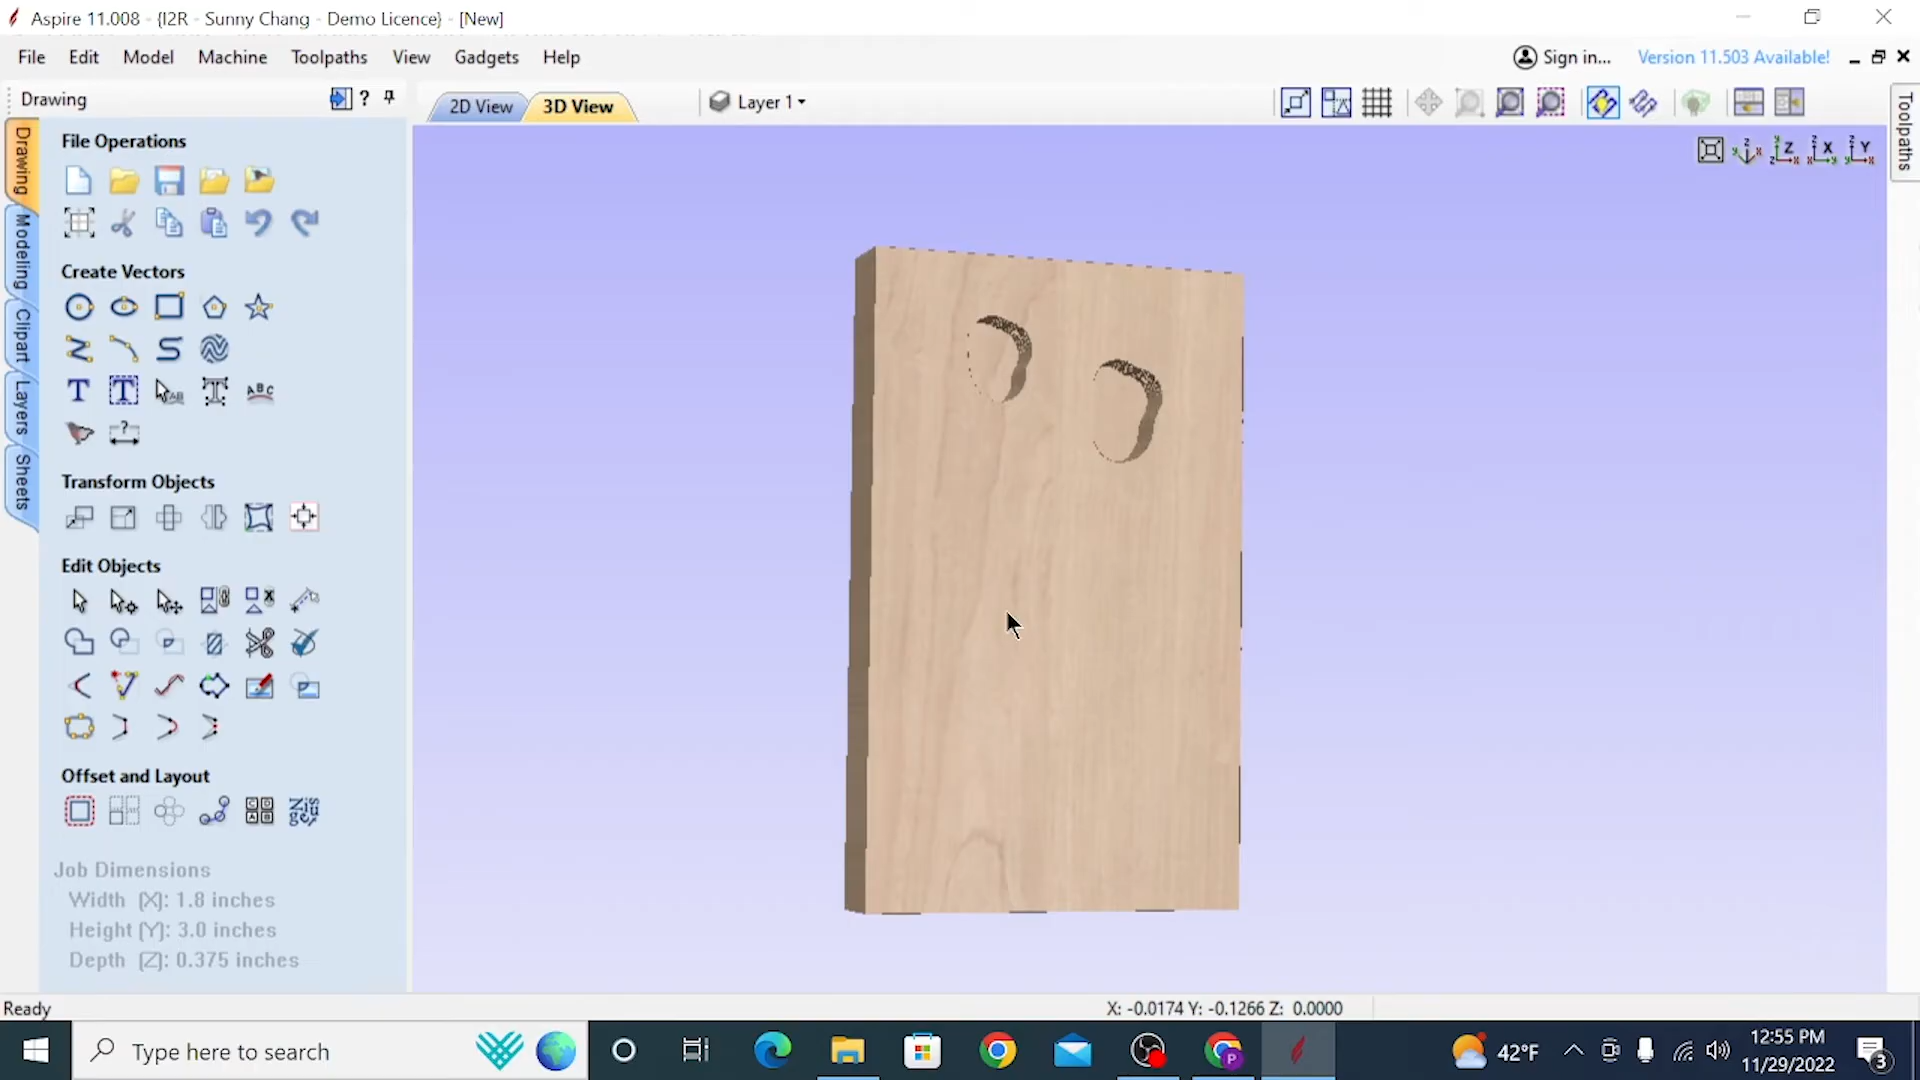 Aspire 11.008 - {I2R - Sunny Chang - Demo Licence} - [New]
File Edit Model Machine Toolpaths View Gadgets Help
Sign in...
Version 11.503 Available!
Drawing
?
2D View
3D View
Layer 1
Toolpaths
Drawing
Modeling
Clipart
Layers
Sheets
File Operations
Create Vectors
Transform Objects
Edit Objects
Offset and Layout
Job Dimensions
Width (X): 1.8 inches
Height (Y): 3.0 inches
Depth (Z): 0.375 inches
Ready
X: -0.0174 Y: -0.1266 Z: 0.0000
Type here to search
42°F
12:55 PM
11/29/2022
3